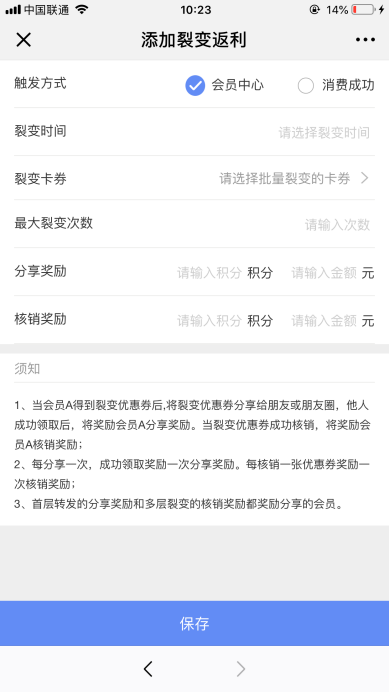 中国联通 10:23 14%
添加裂变返利
触发方式 会员中心 消费成功
裂变时间 请选择裂变时间
裂变卡券 请选择批量裂变的卡券
最大裂变次数 请输入次数
分享奖励 请输入积分 积分 请输入金额 元
核销奖励 请输入积分 积分 请输入金额 元
须知
1、当会员A得到裂变优惠券后,将裂变优惠券分享给朋友或朋友圈，他人
成功领取后，将奖励会员A分享奖励。当裂变优惠券成功核销，将奖励会
员A核销奖励；
2、每分享一次，成功领取奖励一次分享奖励。每核销一张优惠券奖励一
次核销奖励；
3、首层转发的分享奖励和多层裂变的核销奖励都奖励分享的会员。
保存